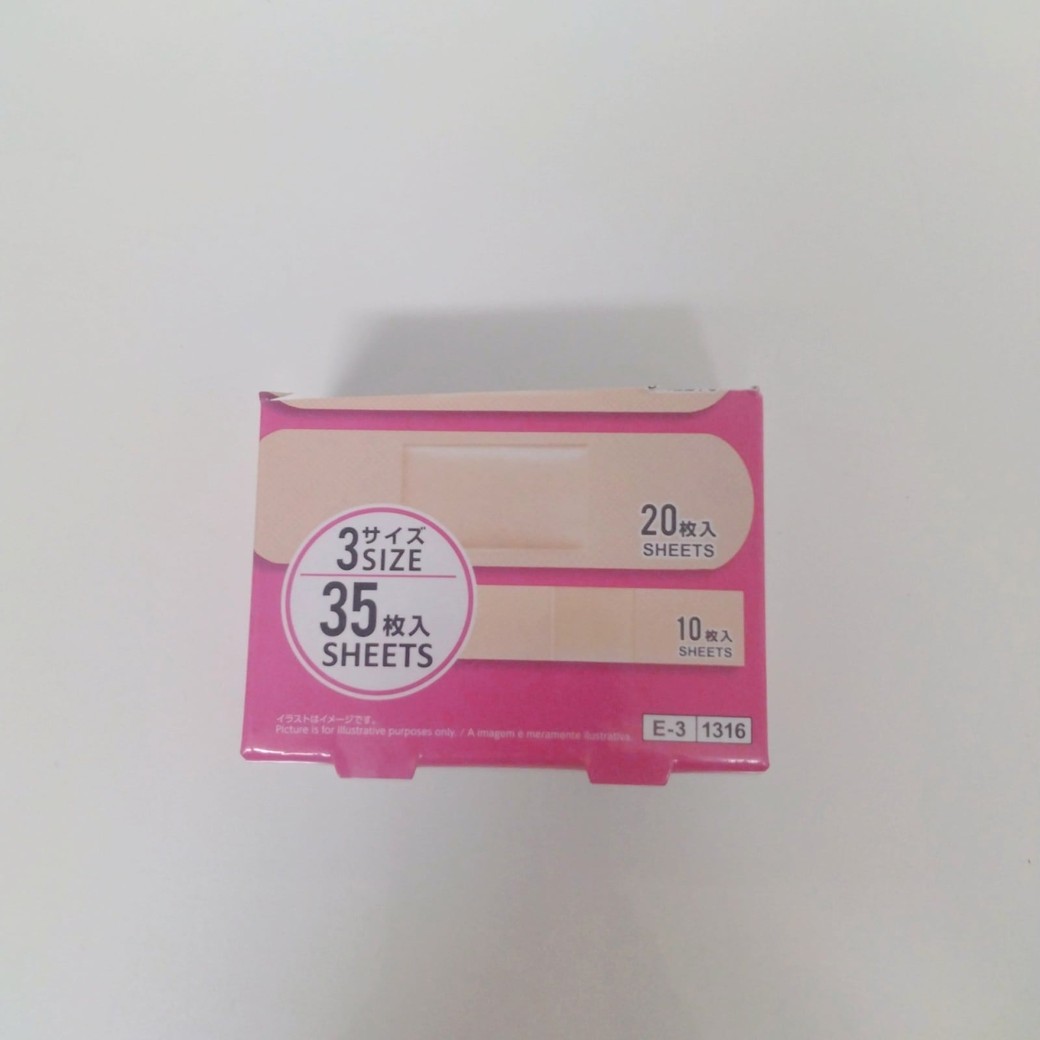 20枚入
SHEETS
3サイズ
SIZE
35枚入
SHEETS
10枚入
SHEETS
イラストはイメージです。
Picture is for illustrative purposes only. / A imagem é meramente ilustrativa.
E-3 1316